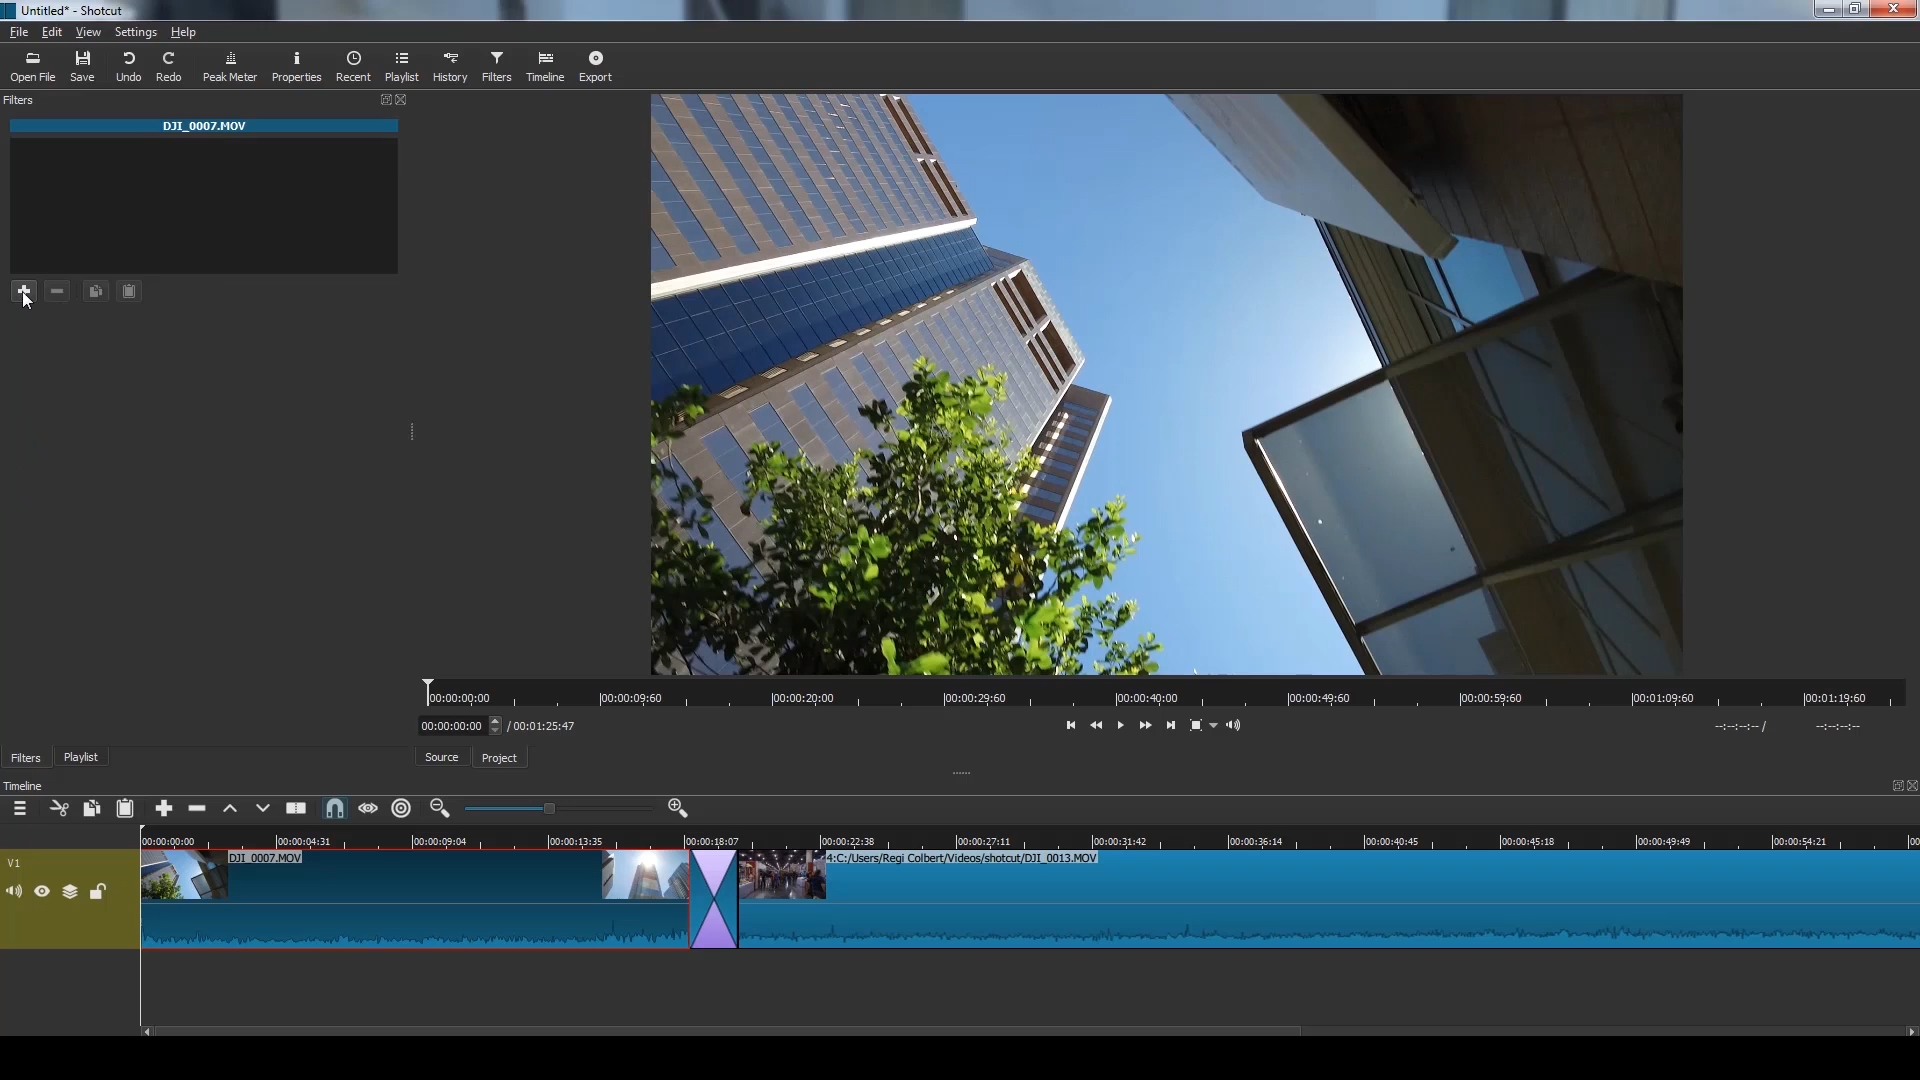 Untitled* - Shotcut
File Edit View Settings Help
Open File Save Undo Redo Peak Meter Properties Recent Playlist History Filters Timeline Export
Filters
DJI_0007.MOV
00:00:00:00 00:00:09:60 00:00:20:00 00:00:29:60 00:00:40:00 00:00:49:60 00:00:59:60 00:01:09:60 00:01:19:60
00:00:00:00 / 00:01:25:47 --:--:--:-- / --:--:--:--
Filters Playlist Source Project
Timeline
00:00:00:00 00:00:04:31 00:00:09:04 00:00:13:35 00:00:18:07 00:00:22:38 00:00:27:11 00:00:31:42 00:00:36:14 00:00:40:45 00:00:45:18 00:00:49:49 00:00:54:21 00
V1 DJI_0007.MOV 4:C:/Users/Regi Colbert/Videos/shotcut/DJI_0013.MOV